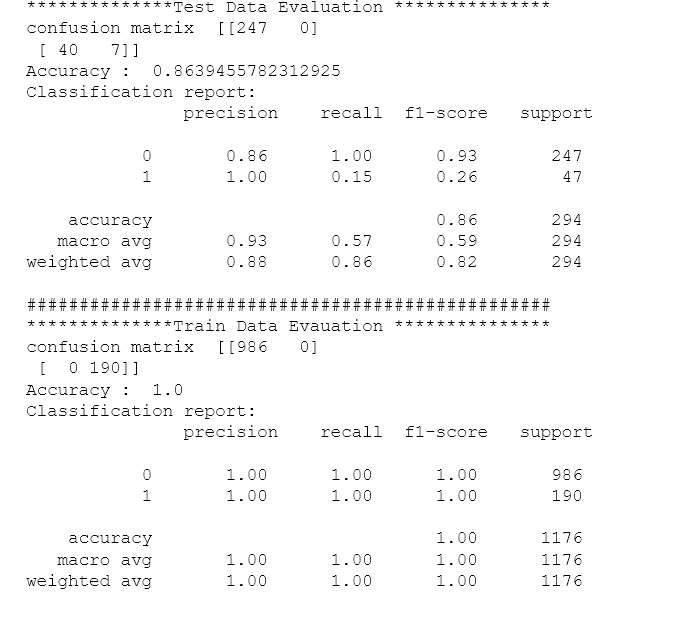 **************Test Data Evaluation ***************
confusion matrix  [[247   0]
 [ 40   7]]
Accuracy :  0.8639455782312925
Classification report:
               precision    recall  f1-score   support

           0       0.86      1.00      0.93       247
           1       1.00      0.15      0.26        47

    accuracy                           0.86       294
   macro avg       0.93      0.57      0.59       294
weighted avg       0.88      0.86      0.82       294

##################################################
**************Train Data Evauation ***************
confusion matrix  [[986   0]
 [  0 190]]
Accuracy :  1.0
Classification report:
               precision    recall  f1-score   support

           0       1.00      1.00      1.00       986
           1       1.00      1.00      1.00       190

    accuracy                           1.00      1176
   macro avg       1.00      1.00      1.00      1176
weighted avg       1.00      1.00      1.00      1176